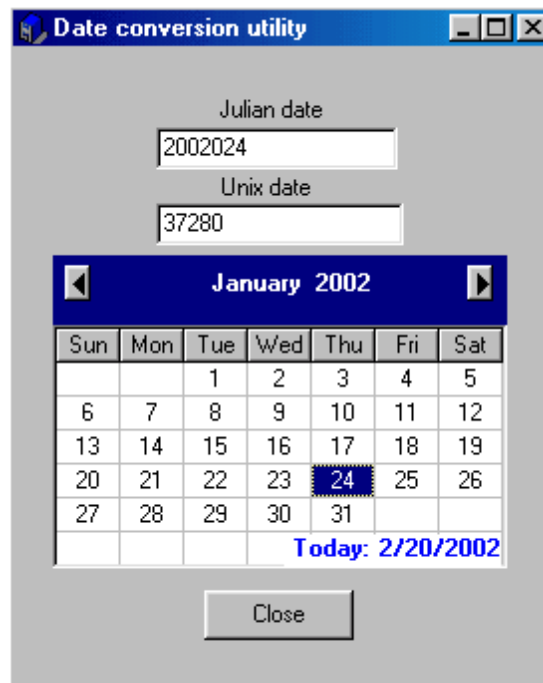 Date conversion utility
Julian date
2002024
Unix date
37280
January 2002
Sun Mon Tue Wed Thu Fri Sat
1 2 3 4 5
6 7 8 9 10 11 12
13 14 15 16 17 18 19
20 21 22 23 24 25 26
27 28 29 30 31
Today: 2/20/2002
Close